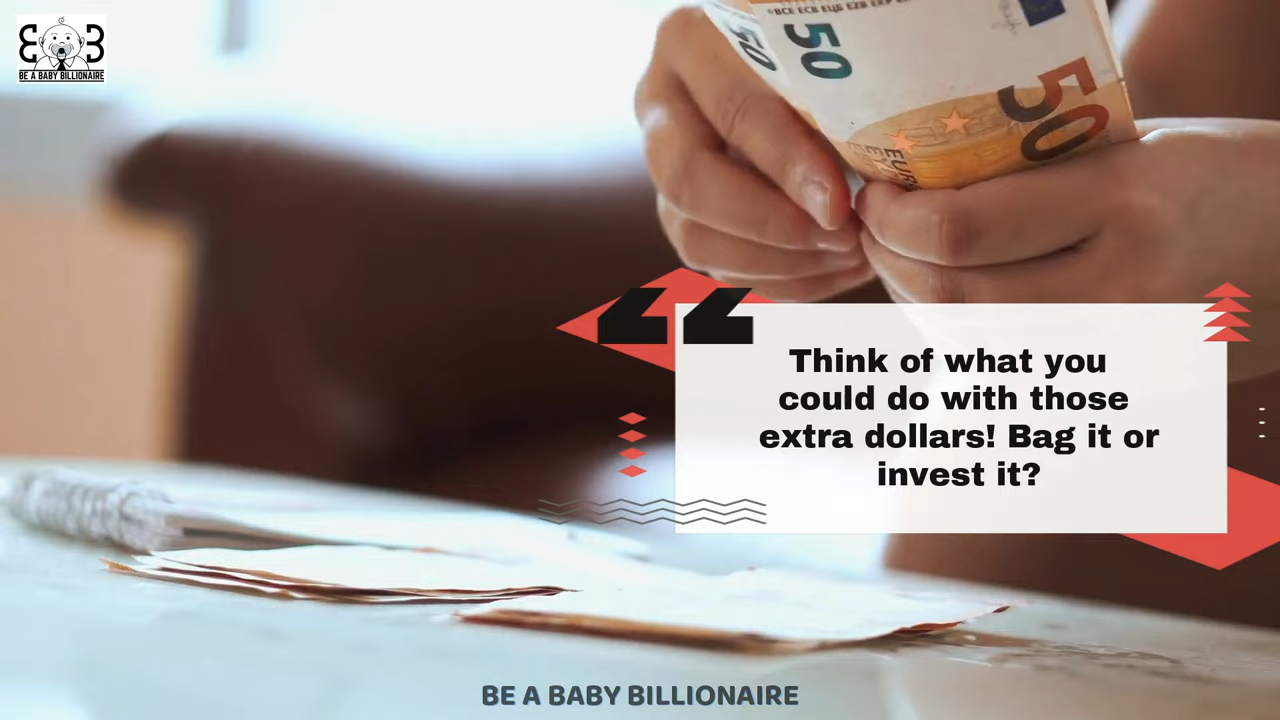 BE A BABY BILLIONAIRE
50
50
50
Think of what you
could do with those
extra dollars! Bag it or
invest it?
BE A BABY BILLIONAIRE